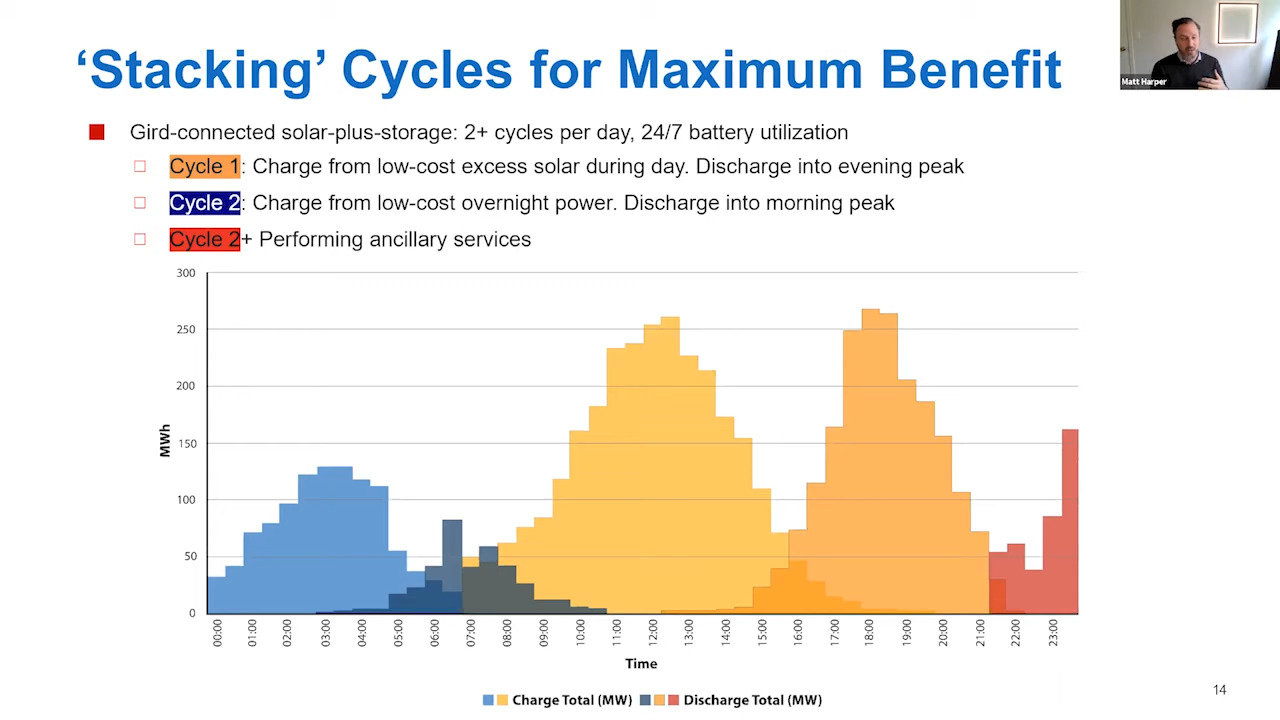 ‘Stacking’ Cycles for Maximum Benefit
Matt Harper
Gird-connected solar-plus-storage: 2+ cycles per day, 24/7 battery utilization
Cycle 1: Charge from low-cost excess solar during day. Discharge into evening peak
Cycle 2: Charge from low-cost overnight power. Discharge into morning peak
Cycle 2+ Performing ancillary services
300
250
200
150
100
50
0
MWh
00:00 01:00 02:00 03:00 04:00 05:00 06:00 07:00 08:00 09:00 10:00 11:00 12:00 13:00 14:00 15:00 16:00 17:00 18:00 19:00 20:00 21:00 22:00 23:00
Time
Charge Total (MW) Discharge Total (MW)
14